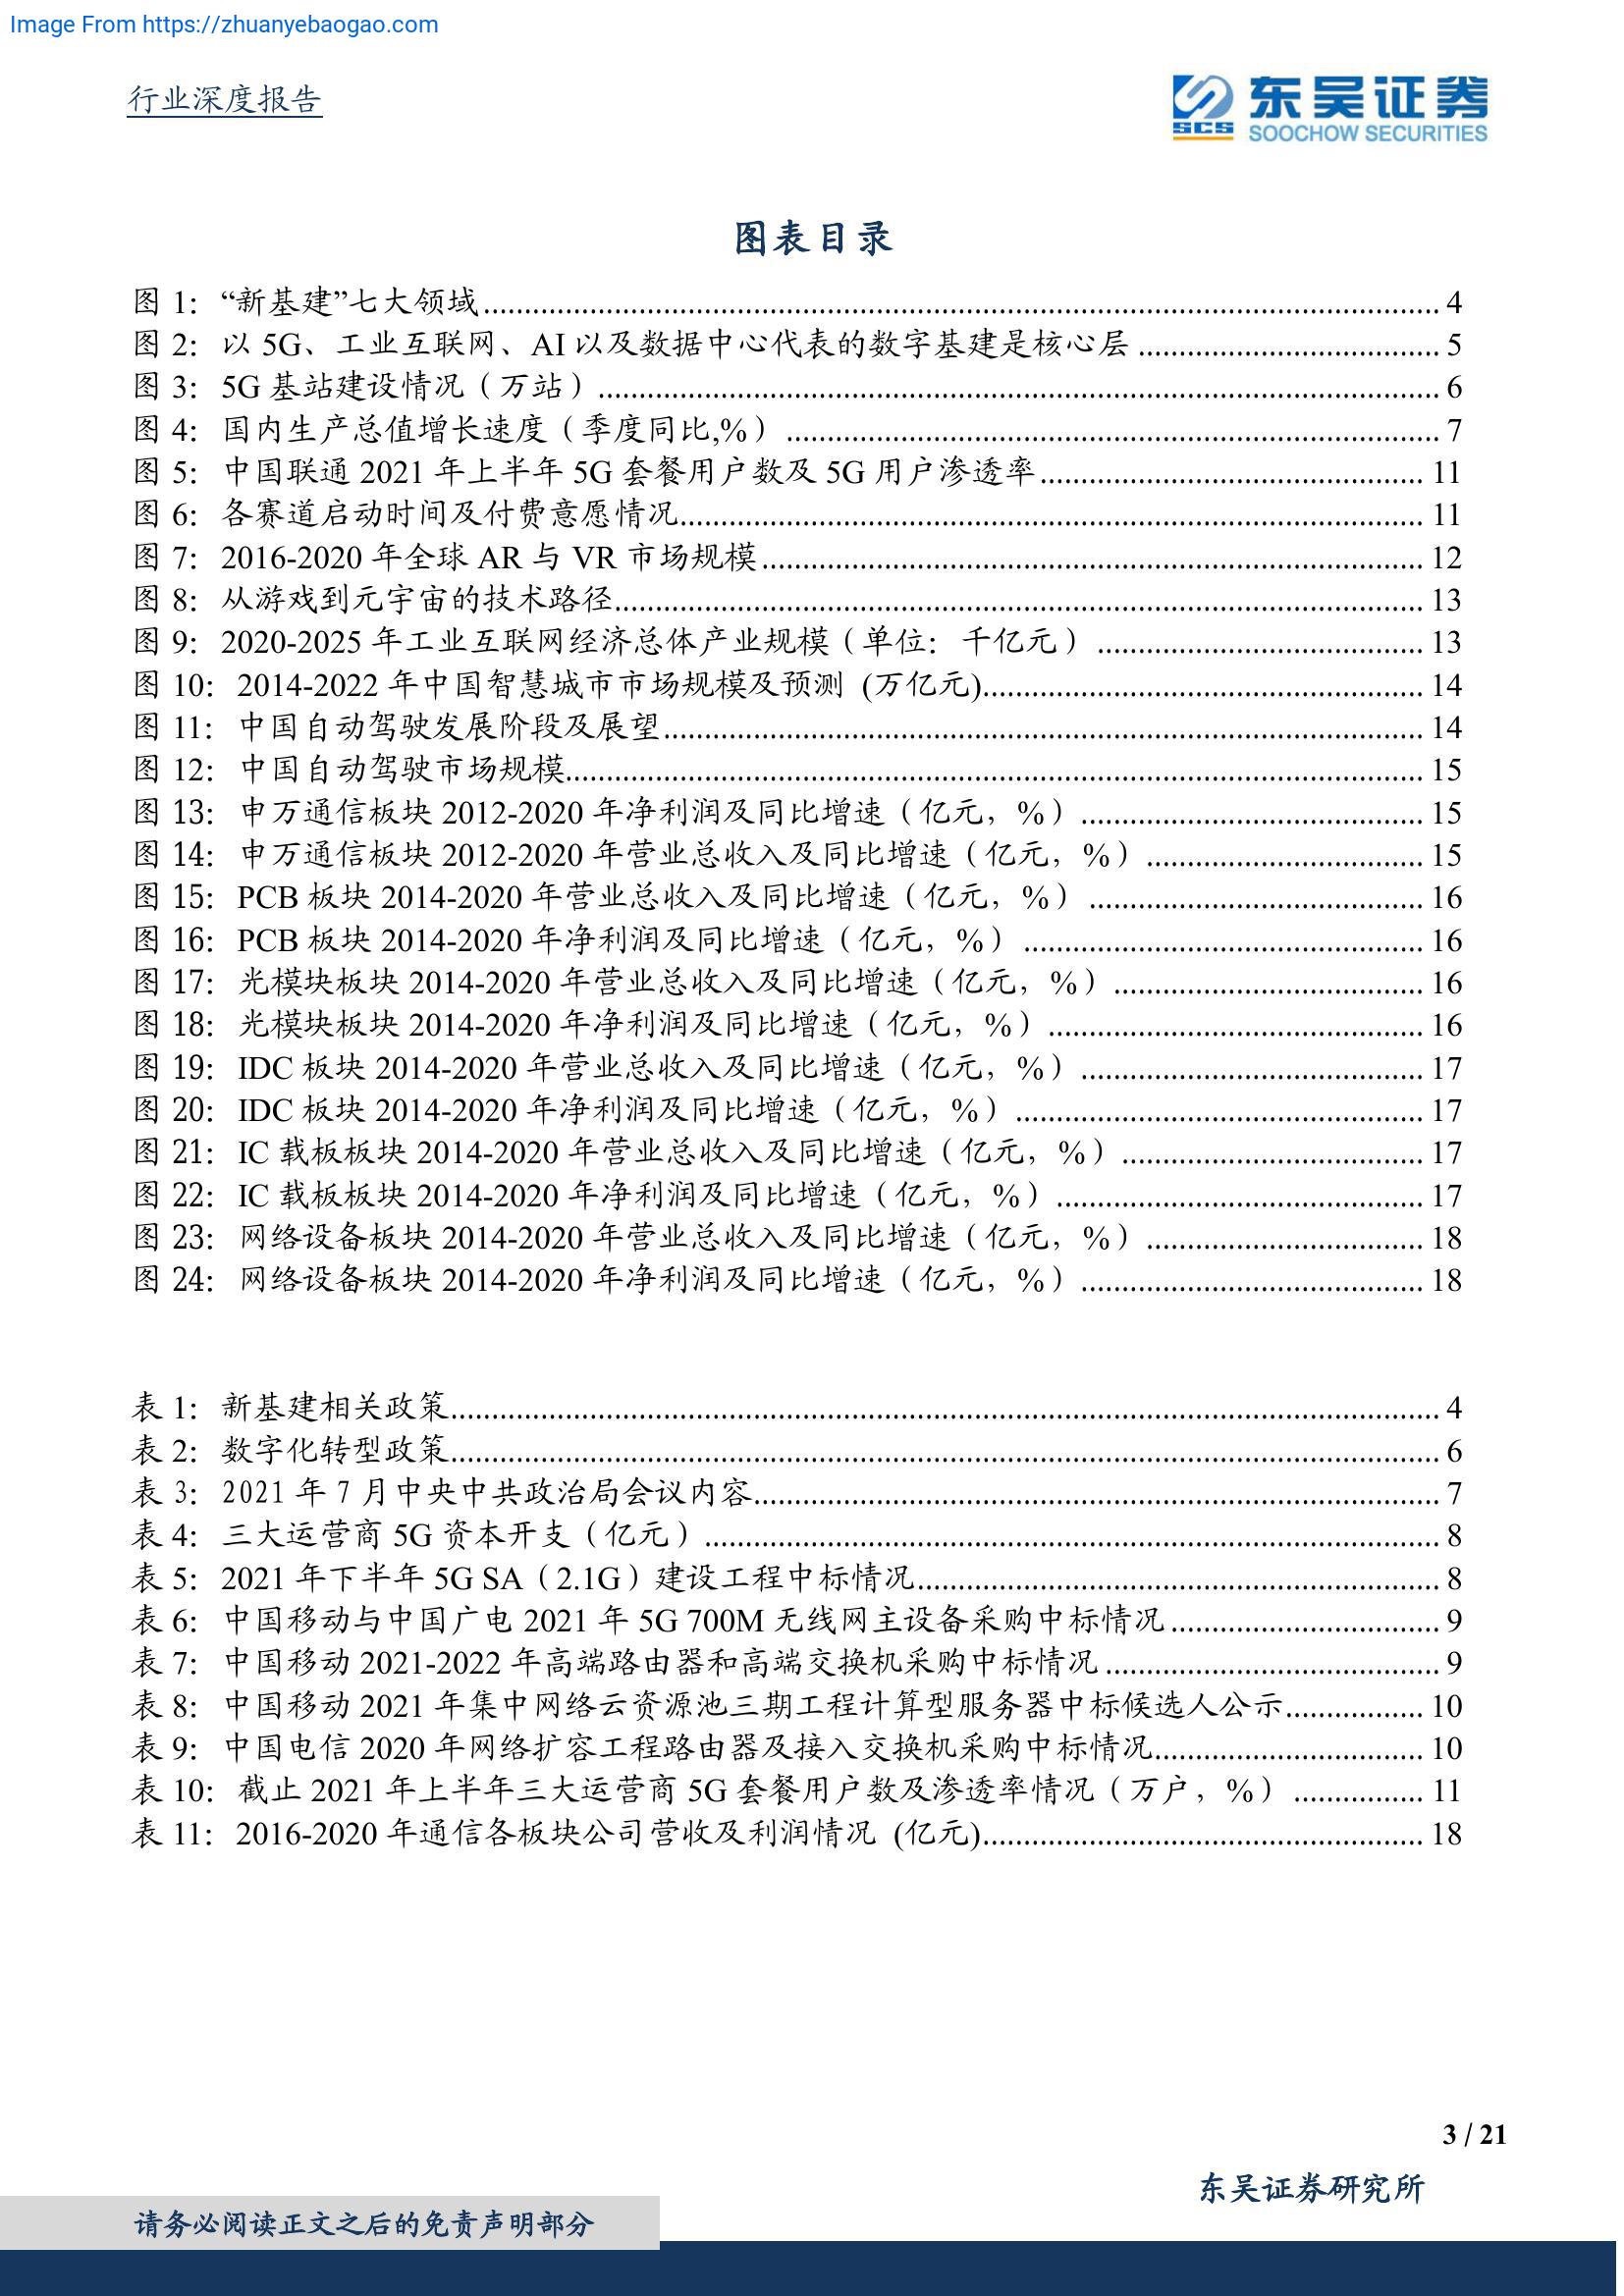 Image From https://zhuanyebaogao.com
行业深度报告
东吴证券
SCS
SOOCHOW SECURITIES
图表目录
图 1: “新基建”七大领域 4
图 2: 以 5G、工业互联网、AI 以及数据中心代表的数字基建是核心层 5
图 3: 5G 基站建设情况（万站） 6
图 4: 国内生产总值增长速度（季度同比,%） 7
图 5: 中国联通 2021 年上半年 5G 套餐用户数及 5G 用户渗透率 11
图 6: 各赛道启动时间及付费意愿情况 11
图 7: 2016-2020 年全球 AR 与 VR 市场规模 12
图 8: 从游戏到元宇宙的技术路径 13
图 9: 2020-2025 年工业互联网经济总体产业规模（单位: 千亿元） 13
图 10: 2014-2022 年中国智慧城市市场规模及预测 (万亿元) 14
图 11: 中国自动驾驶发展阶段及展望 14
图 12: 中国自动驾驶市场规模 15
图 13: 申万通信板块 2012-2020 年净利润及同比增速（亿元，%） 15
图 14: 申万通信板块 2012-2020 年营业总收入及同比增速（亿元，%） 15
图 15: PCB 板块 2014-2020 年营业总收入及同比增速（亿元，%） 16
图 16: PCB 板块 2014-2020 年净利润及同比增速（亿元，%） 16
图 17: 光模块板块 2014-2020 年营业总收入及同比增速（亿元，%） 16
图 18: 光模块板块 2014-2020 年净利润及同比增速（亿元，%） 16
图 19: IDC 板块 2014-2020 年营业总收入及同比增速（亿元，%） 17
图 20: IDC 板块 2014-2020 年净利润及同比增速（亿元，%） 17
图 21: IC 载板板块 2014-2020 年营业总收入及同比增速（亿元，%） 17
图 22: IC 载板板块 2014-2020 年净利润及同比增速（亿元，%） 17
图 23: 网络设备板块 2014-2020 年营业总收入及同比增速（亿元，%） 18
图 24: 网络设备板块 2014-2020 年净利润及同比增速（亿元，%） 18
表 1: 新基建相关政策 4
表 2: 数字化转型政策 6
表 3: 2021 年 7 月中央中共政治局会议内容 7
表 4: 三大运营商 5G 资本开支（亿元） 8
表 5: 2021 年下半年 5G SA（2.1G）建设工程中标情况 8
表 6: 中国移动与中国广电 2021 年 5G 700M 无线网主设备采购中标情况 9
表 7: 中国移动 2021-2022 年高端路由器和高端交换机采购中标情况 9
表 8: 中国移动 2021 年集中网络云资源池三期工程计算型服务器中标候选人公示 10
表 9: 中国电信 2020 年网络扩容工程路由器及接入交换机采购中标情况 10
表 10: 截止 2021 年上半年三大运营商 5G 套餐用户数及渗透率情况（万户，%） 11
表 11: 2016-2020 年通信各板块公司营收及利润情况 (亿元) 18
3 / 21
东吴证券研究所
请务必阅读正文之后的免责声明部分